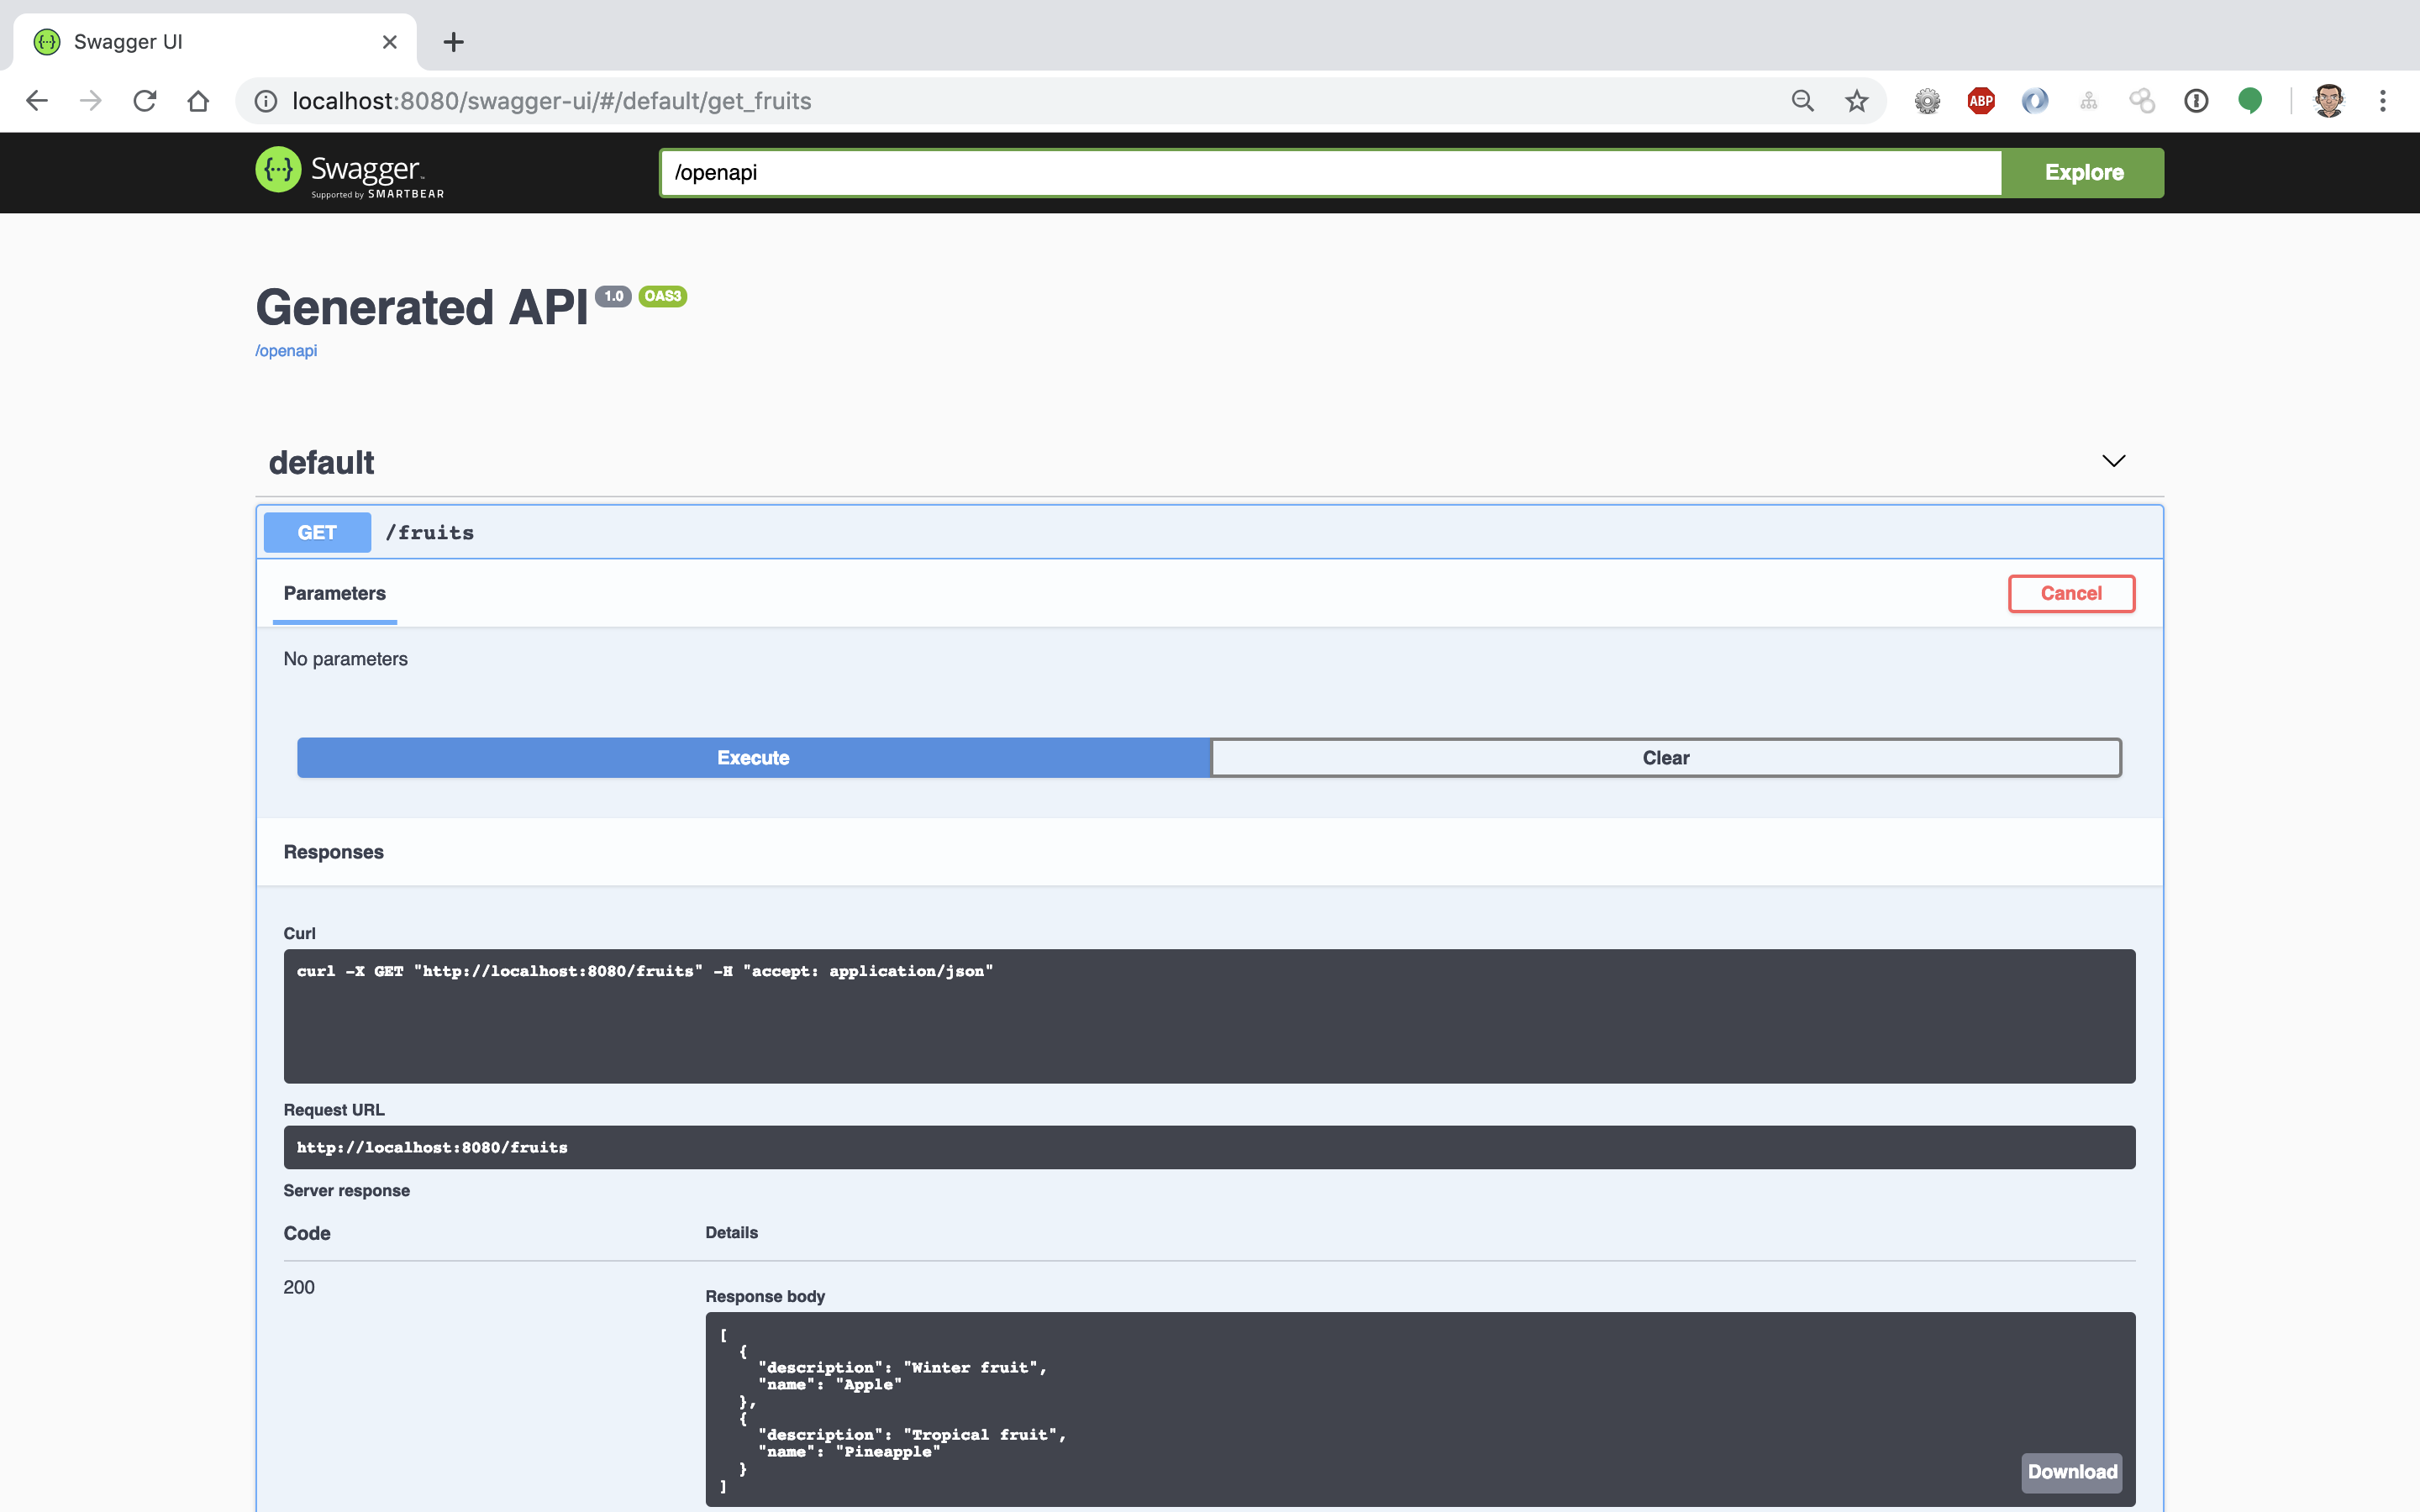 Swagger UI
localhost:8080/swagger-ui/#/default/get_fruits
ABP
Swagger
Supported by SMARTBEAR
/openapi
Explore
Generated API 1.0 OAS3
/openapi
default
GET /fruits
Parameters
Cancel
No parameters
Execute
Clear
Responses
Curl
curl -X GET "http://localhost:8080/fruits" -H "accept: application/json"
Request URL
http://localhost:8080/fruits
Server response
Code
Details
200
Response body
[
  {
    "description": "Winter fruit",
    "name": "Apple"
  },
  {
    "description": "Tropical fruit",
    "name": "Pineapple"
  }
]
Download